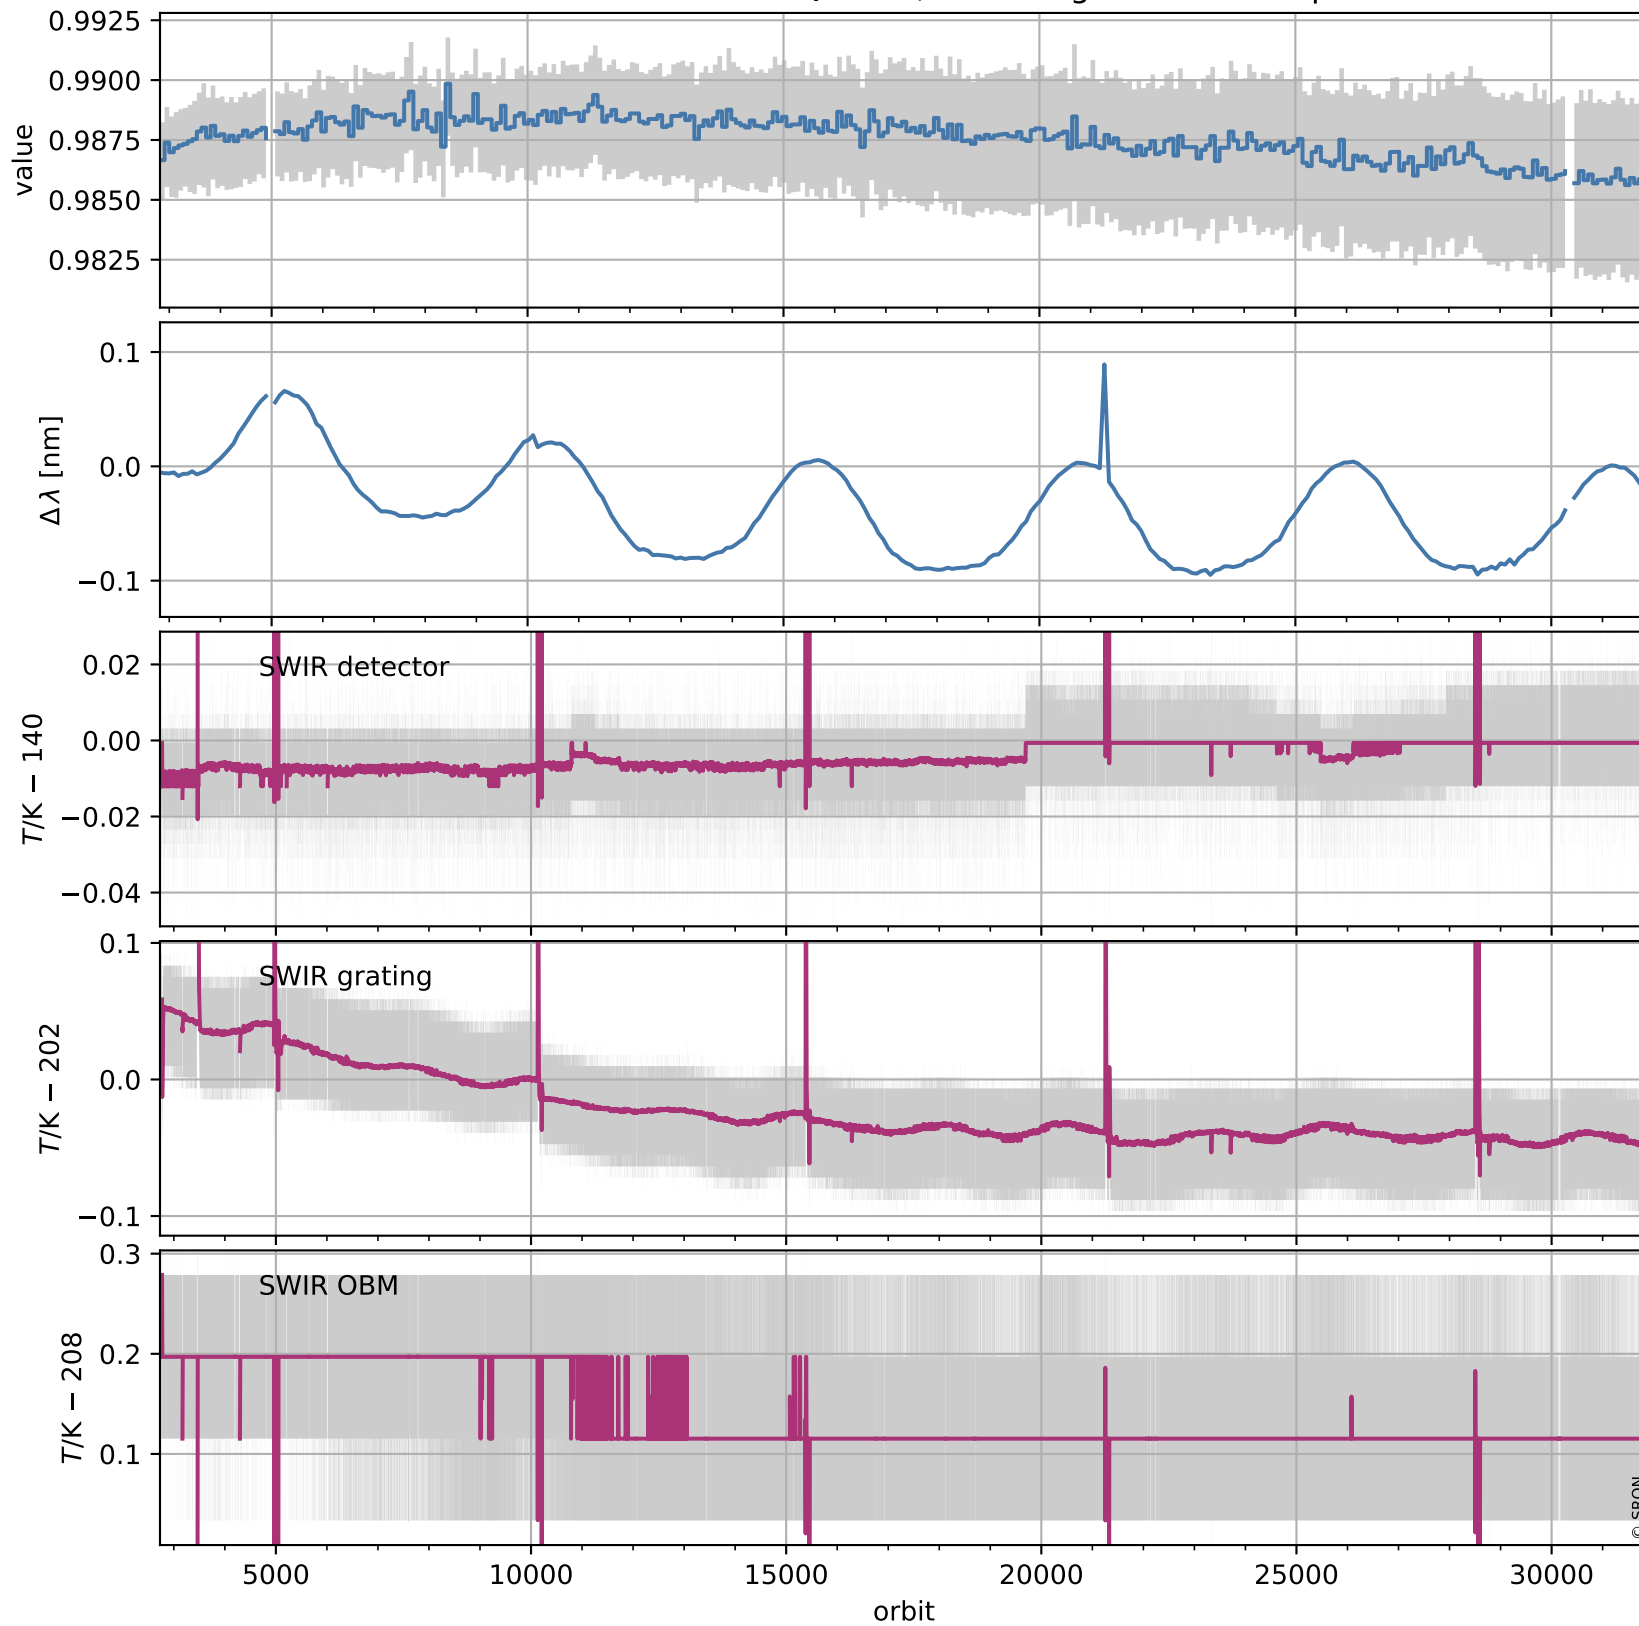 0.9925
0.9900
0.9875
0.9850
0.9825
value
0.1
0.0
−0.1
Δλ [nm]
SWIR detector
0.02
0.00
−0.02
−0.04
T/K − 140
SWIR grating
0.1
0.0
−0.1
T/K − 202
SWIR OBM
0.3
0.2
0.1
T/K − 208
© SRON
5000 10000 15000 20000 25000 30000
orbit